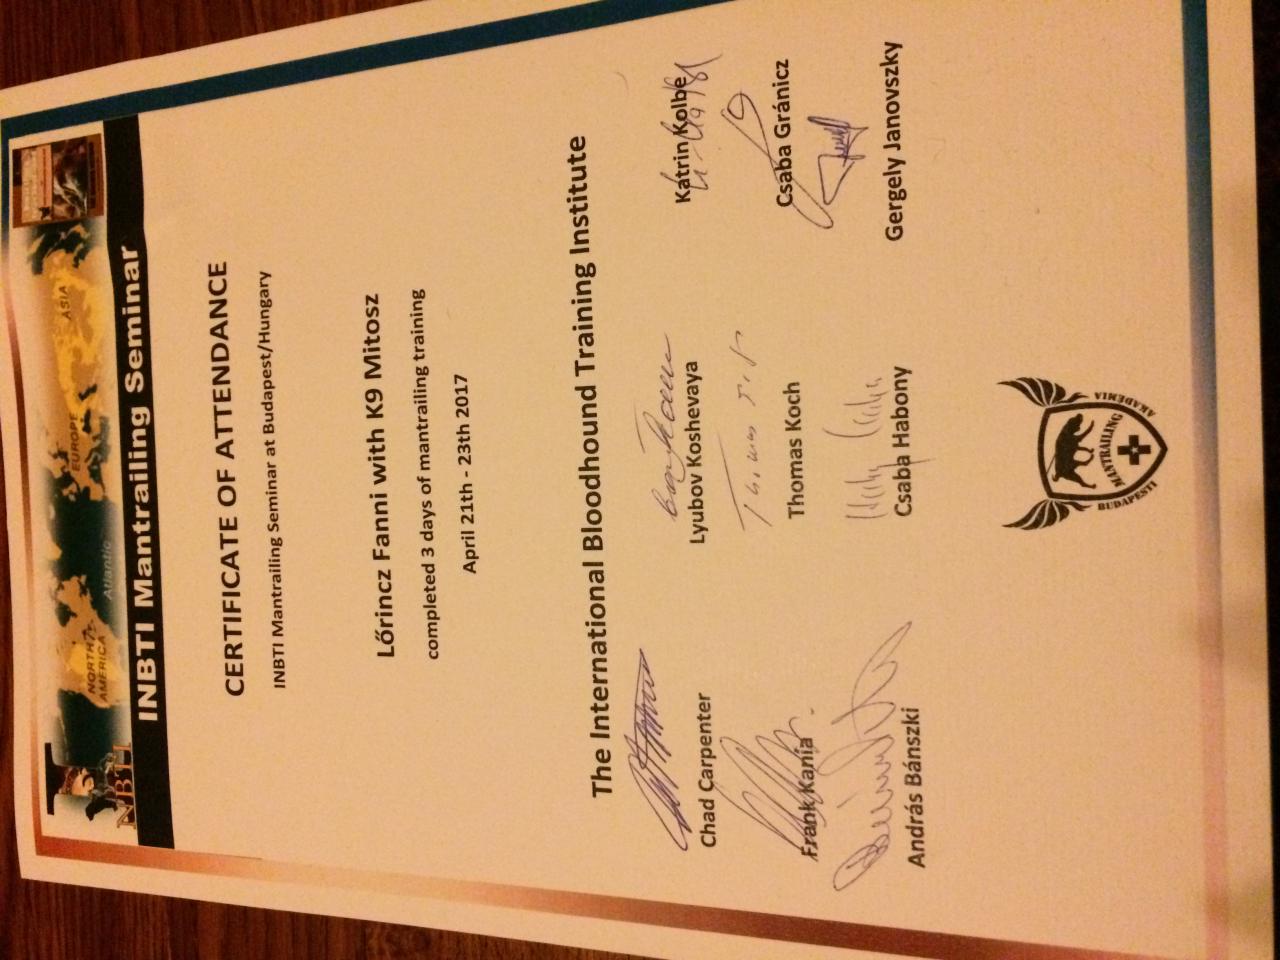 NORTH AMERICA
Atlantic
EUROPE
ASIA
NBTI
INBTI Mantrailing Seminar
CERTIFICATE OF ATTENDANCE
INBTI Mantrailing Seminar at Budapest/Hungary
Lőrincz Fanni with K9 Mitosz
completed 3 days of mantrailing training
April 21th - 23th 2017
The International Bloodhound Training Institute
Chad Carpenter
Lyubov Koshevaya
Katrin Kolbe
Frank Kania
Thomas Koch
Csaba Gránicz
András Bánszki
Csaba Habony
Gergely Janovszky
MANTRAILING
BUDAPESTI
AKADÉMIA